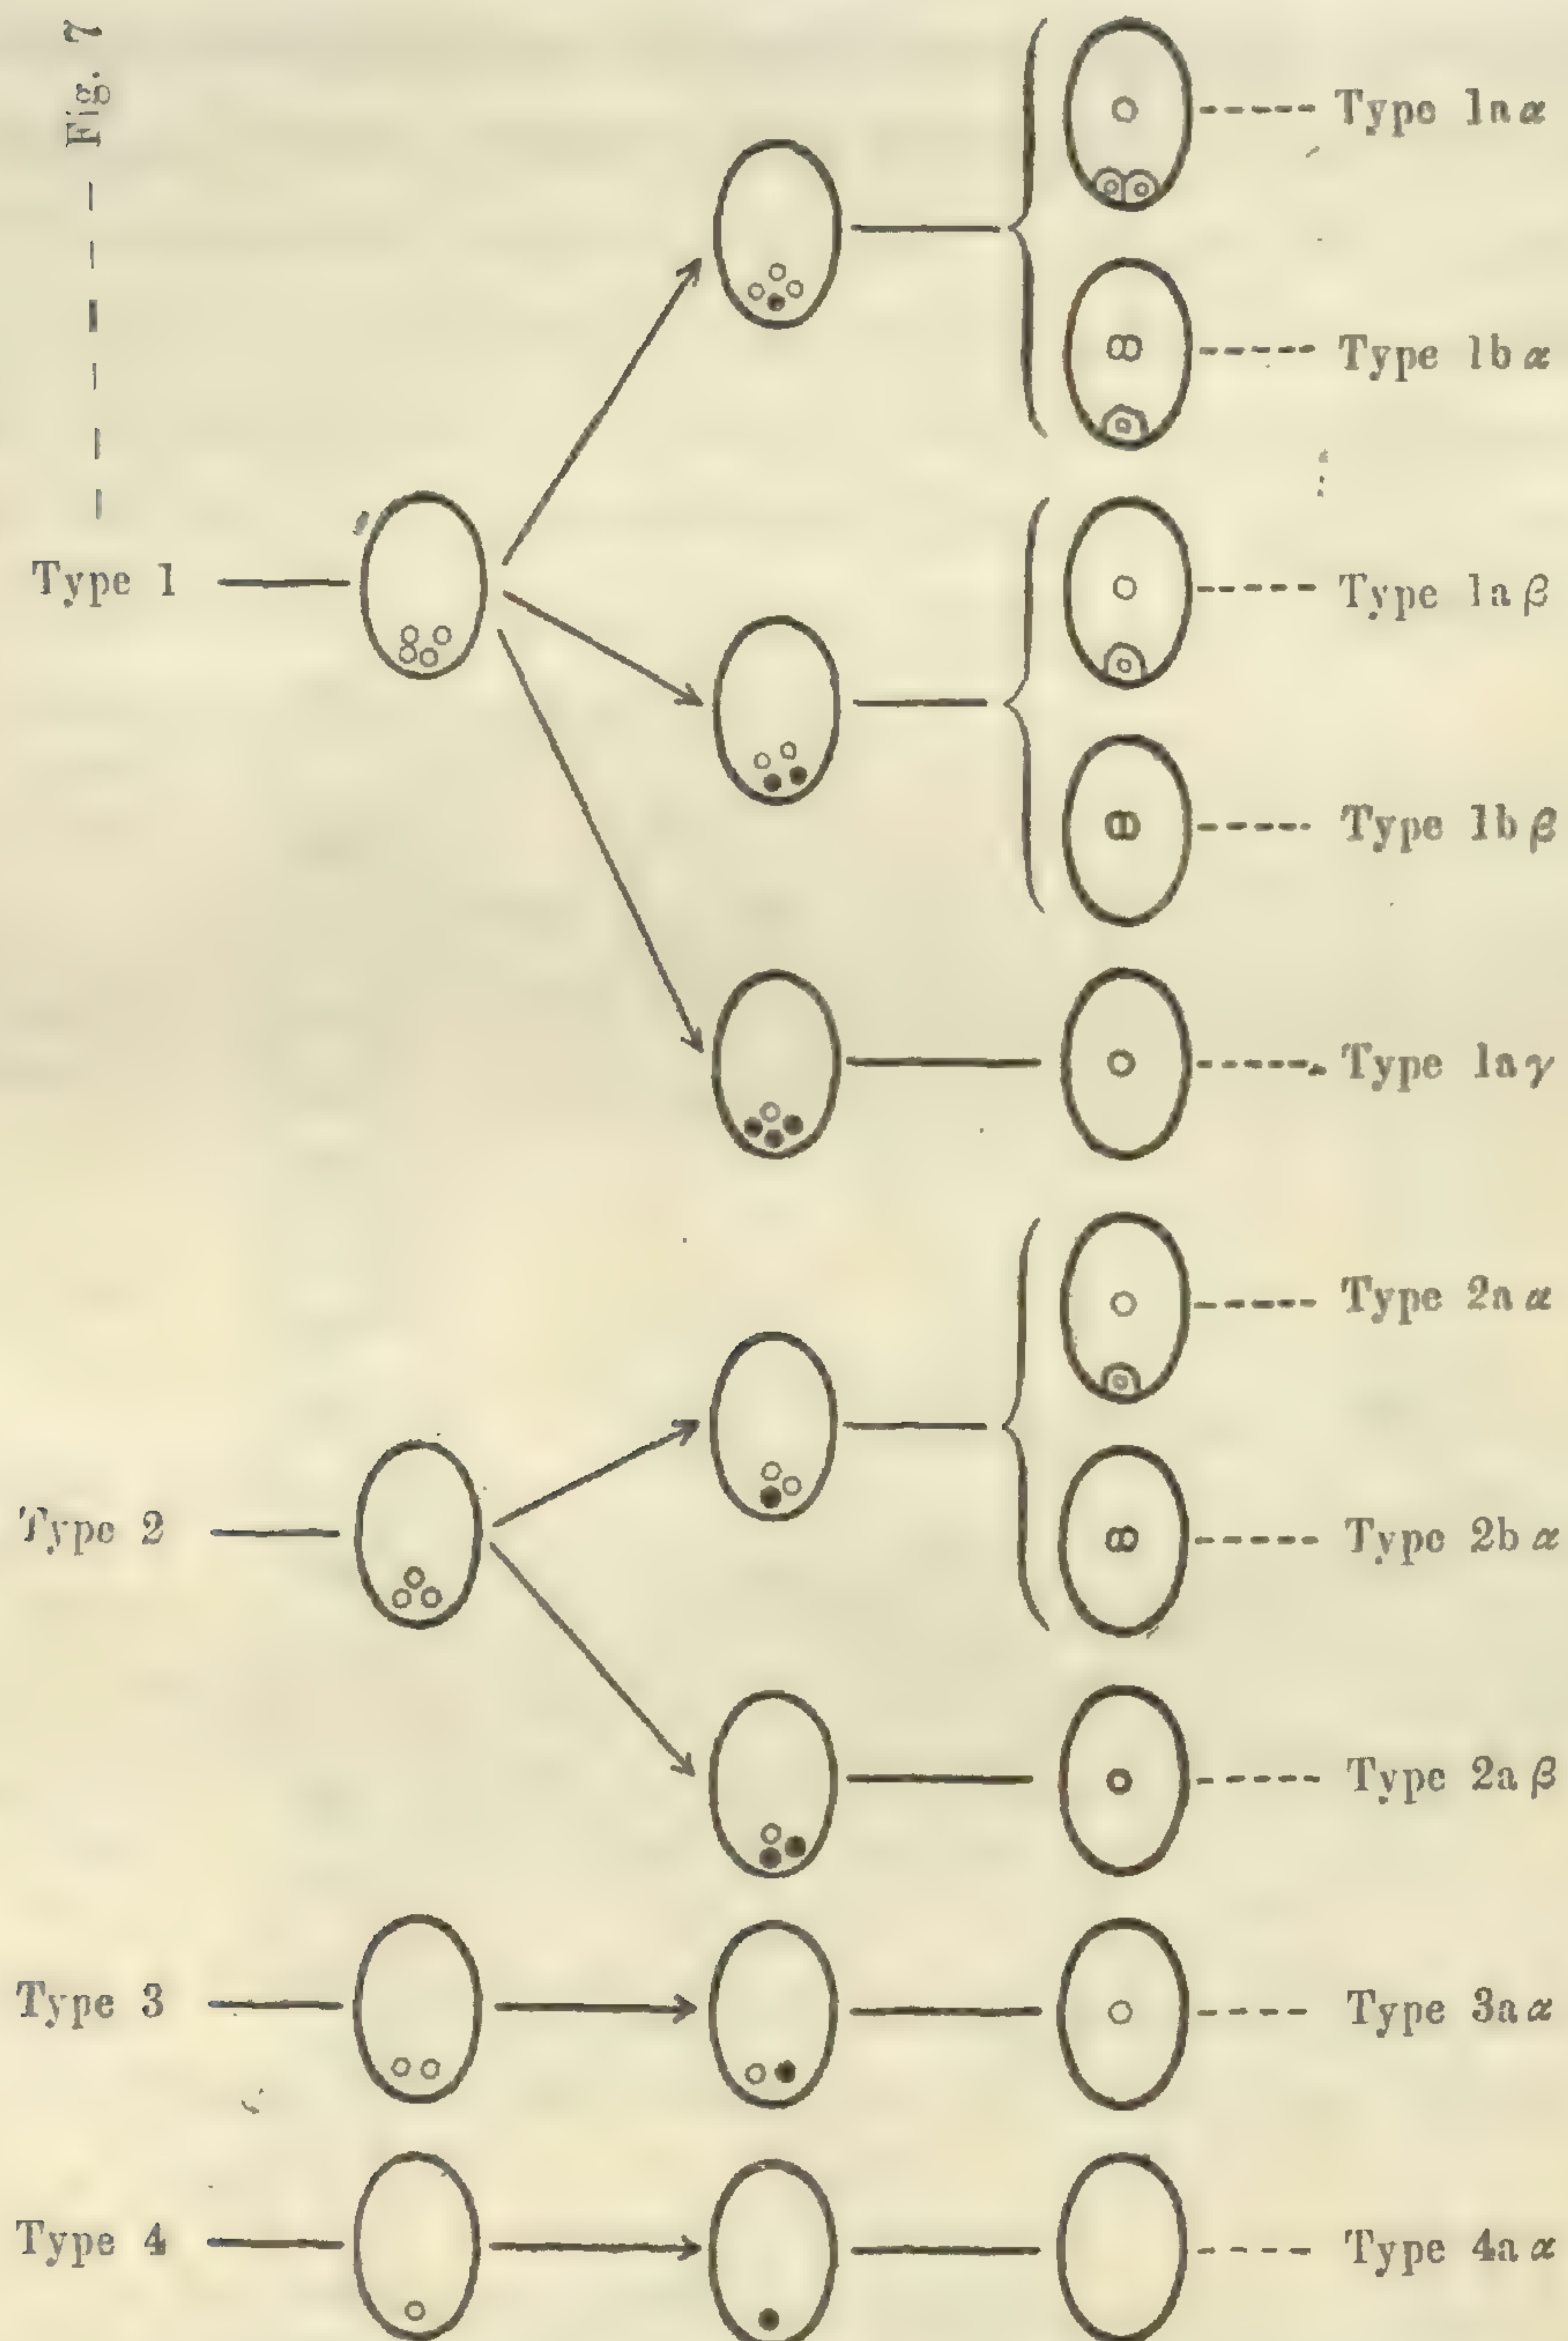 Fig. 7
Type 1a α
Type 1b α
Type 1
Type 1a β
Type 1b β
Type 1a γ
Type 2a α
Type 2
Type 2b α
Type 2a β
Type 3
Type 3a α
Type 4
Type 4a α